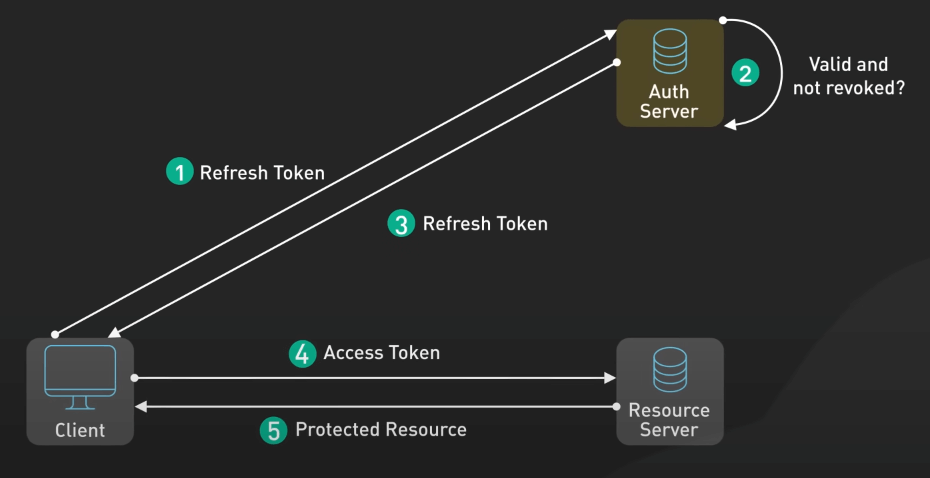 Auth
Server
2
Valid and
not revoked?
1 Refresh Token
3 Refresh Token
4 Access Token
Client
5 Protected Resource
Resource
Server